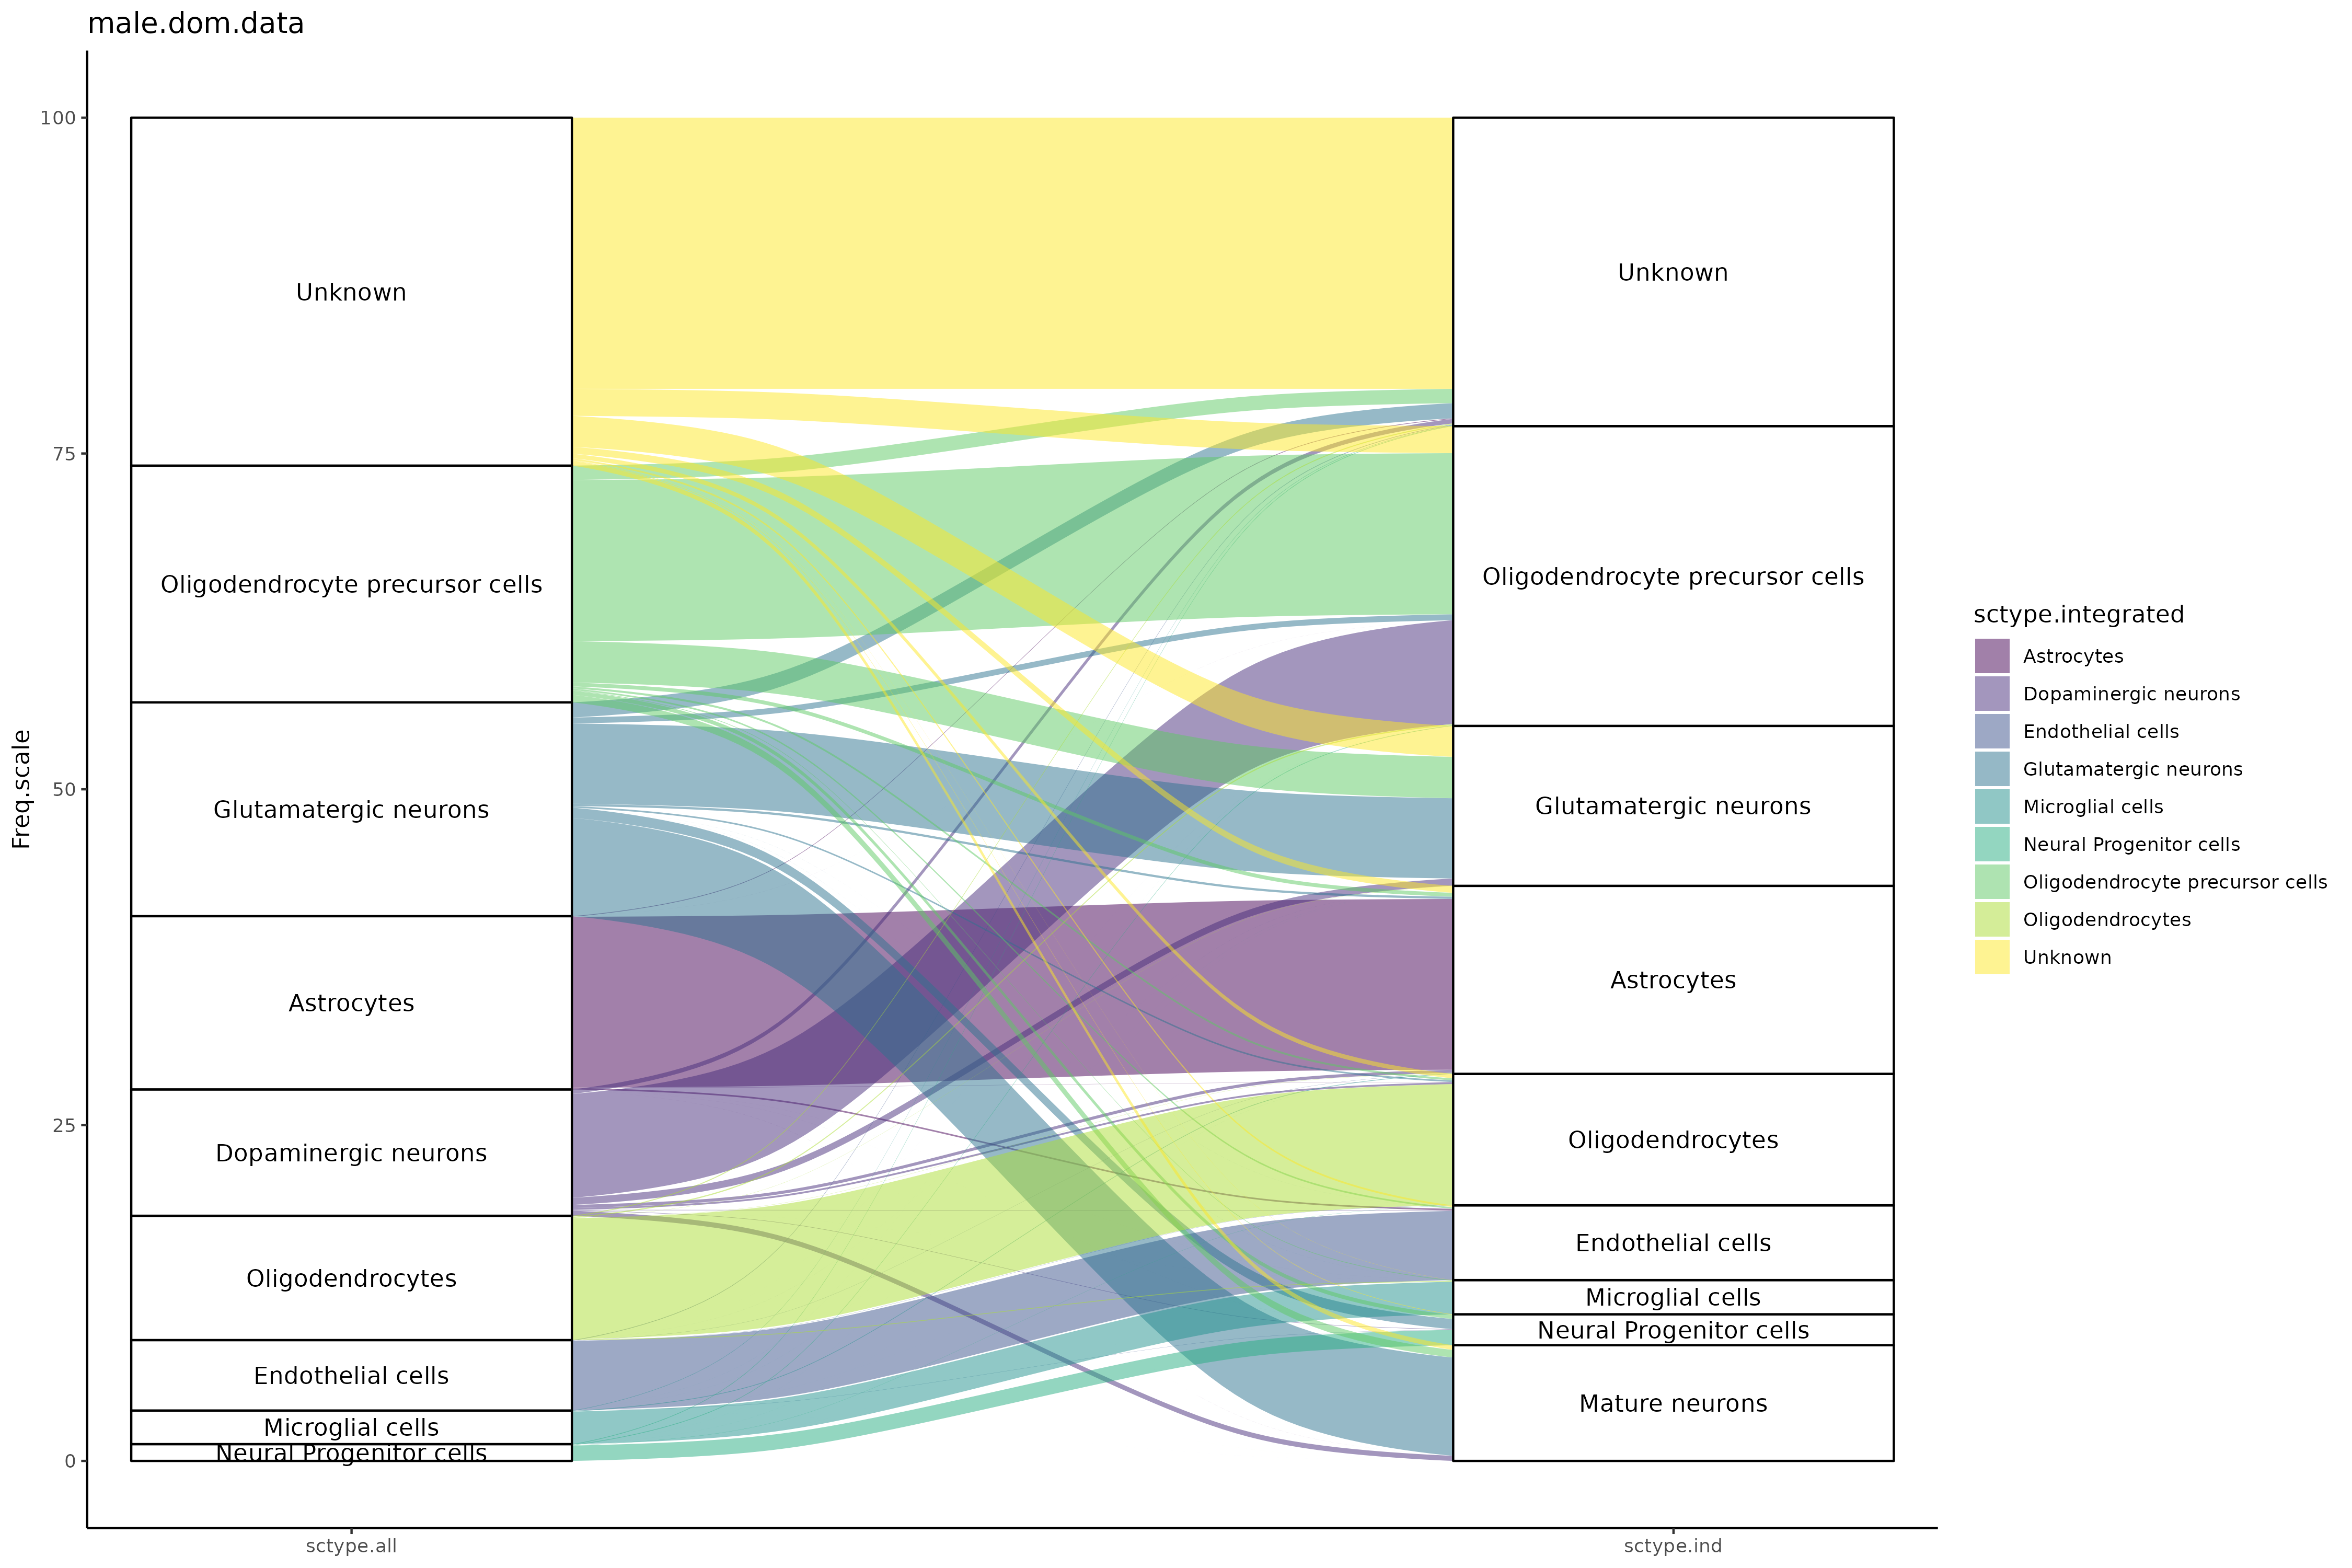 male.dom.data
Freq.scale
100
75
50
25
0
Unknown
Oligodendrocyte precursor cells
Glutamatergic neurons
Astrocytes
Dopaminergic neurons
Oligodendrocytes
Endothelial cells
Microglial cells
Neural Progenitor cells
Unknown
Oligodendrocyte precursor cells
Glutamatergic neurons
Astrocytes
Oligodendrocytes
Endothelial cells
Microglial cells
Neural Progenitor cells
Mature neurons
sctype.all
sctype.ind
sctype.integrated
Astrocytes
Dopaminergic neurons
Endothelial cells
Glutamatergic neurons
Microglial cells
Neural Progenitor cells
Oligodendrocyte precursor cells
Oligodendrocytes
Unknown